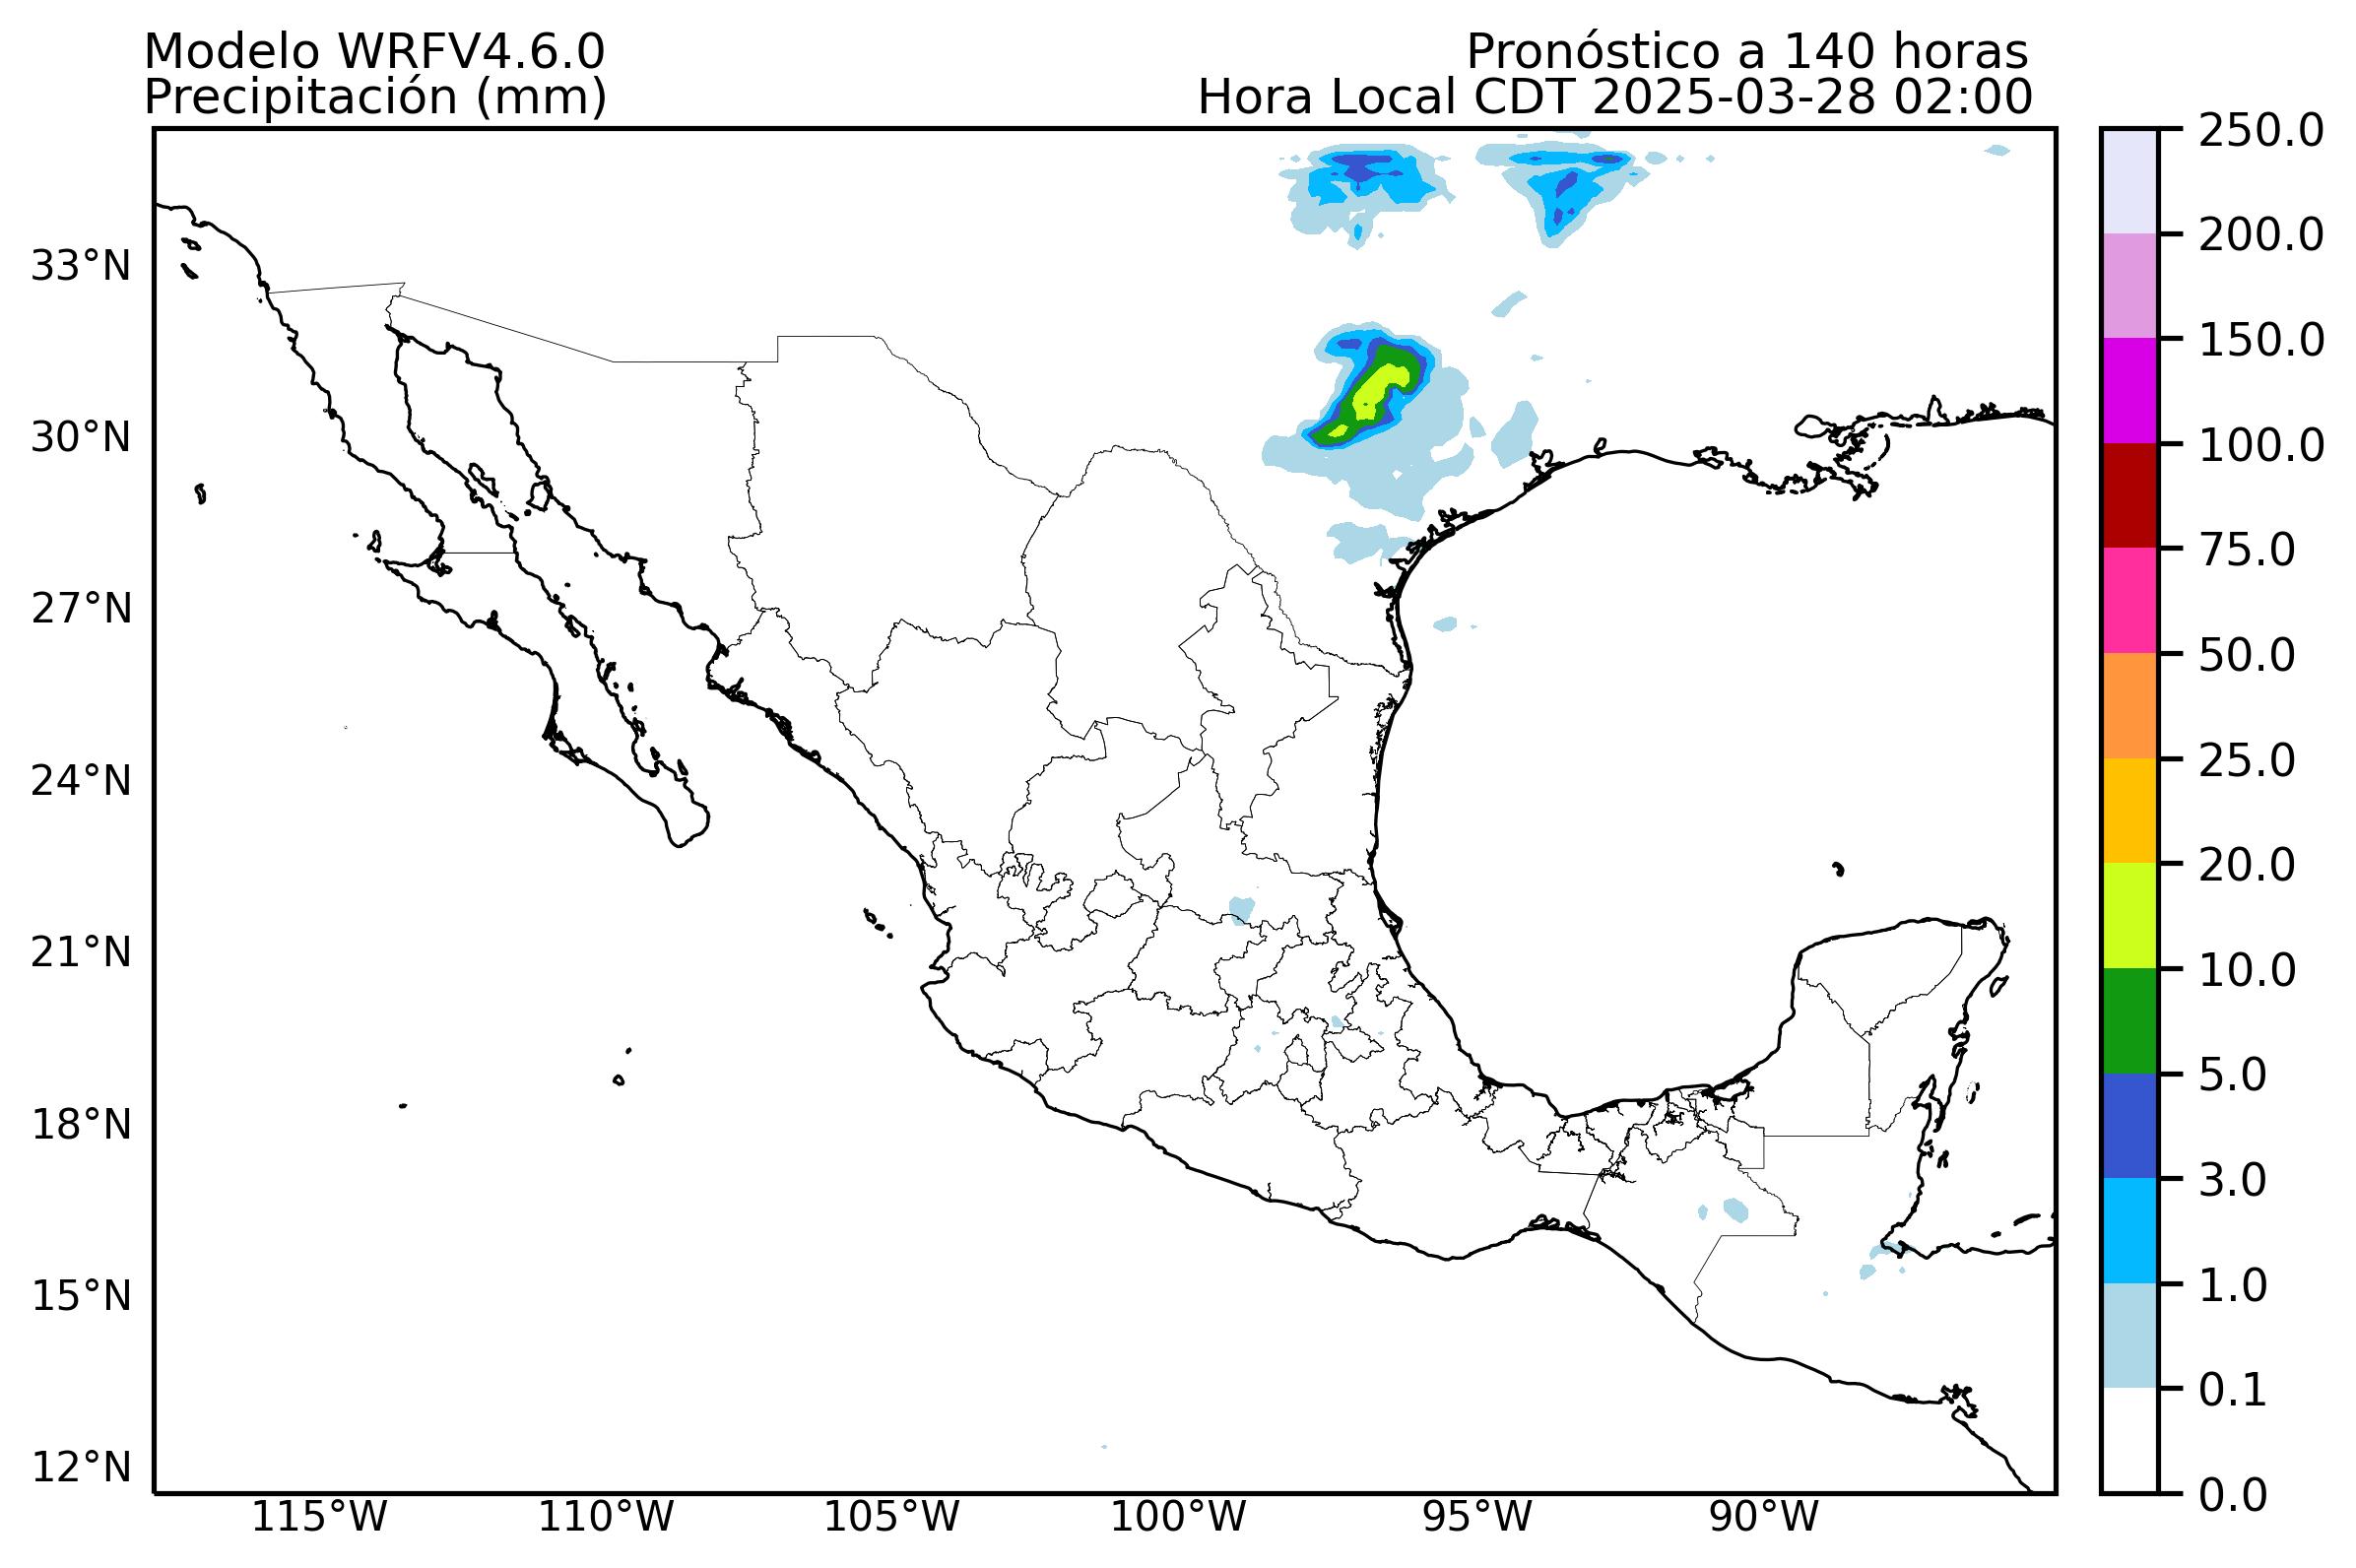 Modelo WRFV4.6.0
Pronóstico a 140 horas
Precipitación (mm)
Hora Local CDT 2025-03-28 02:00
33°N
30°N
27°N
24°N
21°N
18°N
15°N
12°N
115°W
110°W
105°W
100°W
95°W
90°W
250.0
200.0
150.0
100.0
75.0
50.0
25.0
20.0
10.0
5.0
3.0
1.0
0.1
0.0